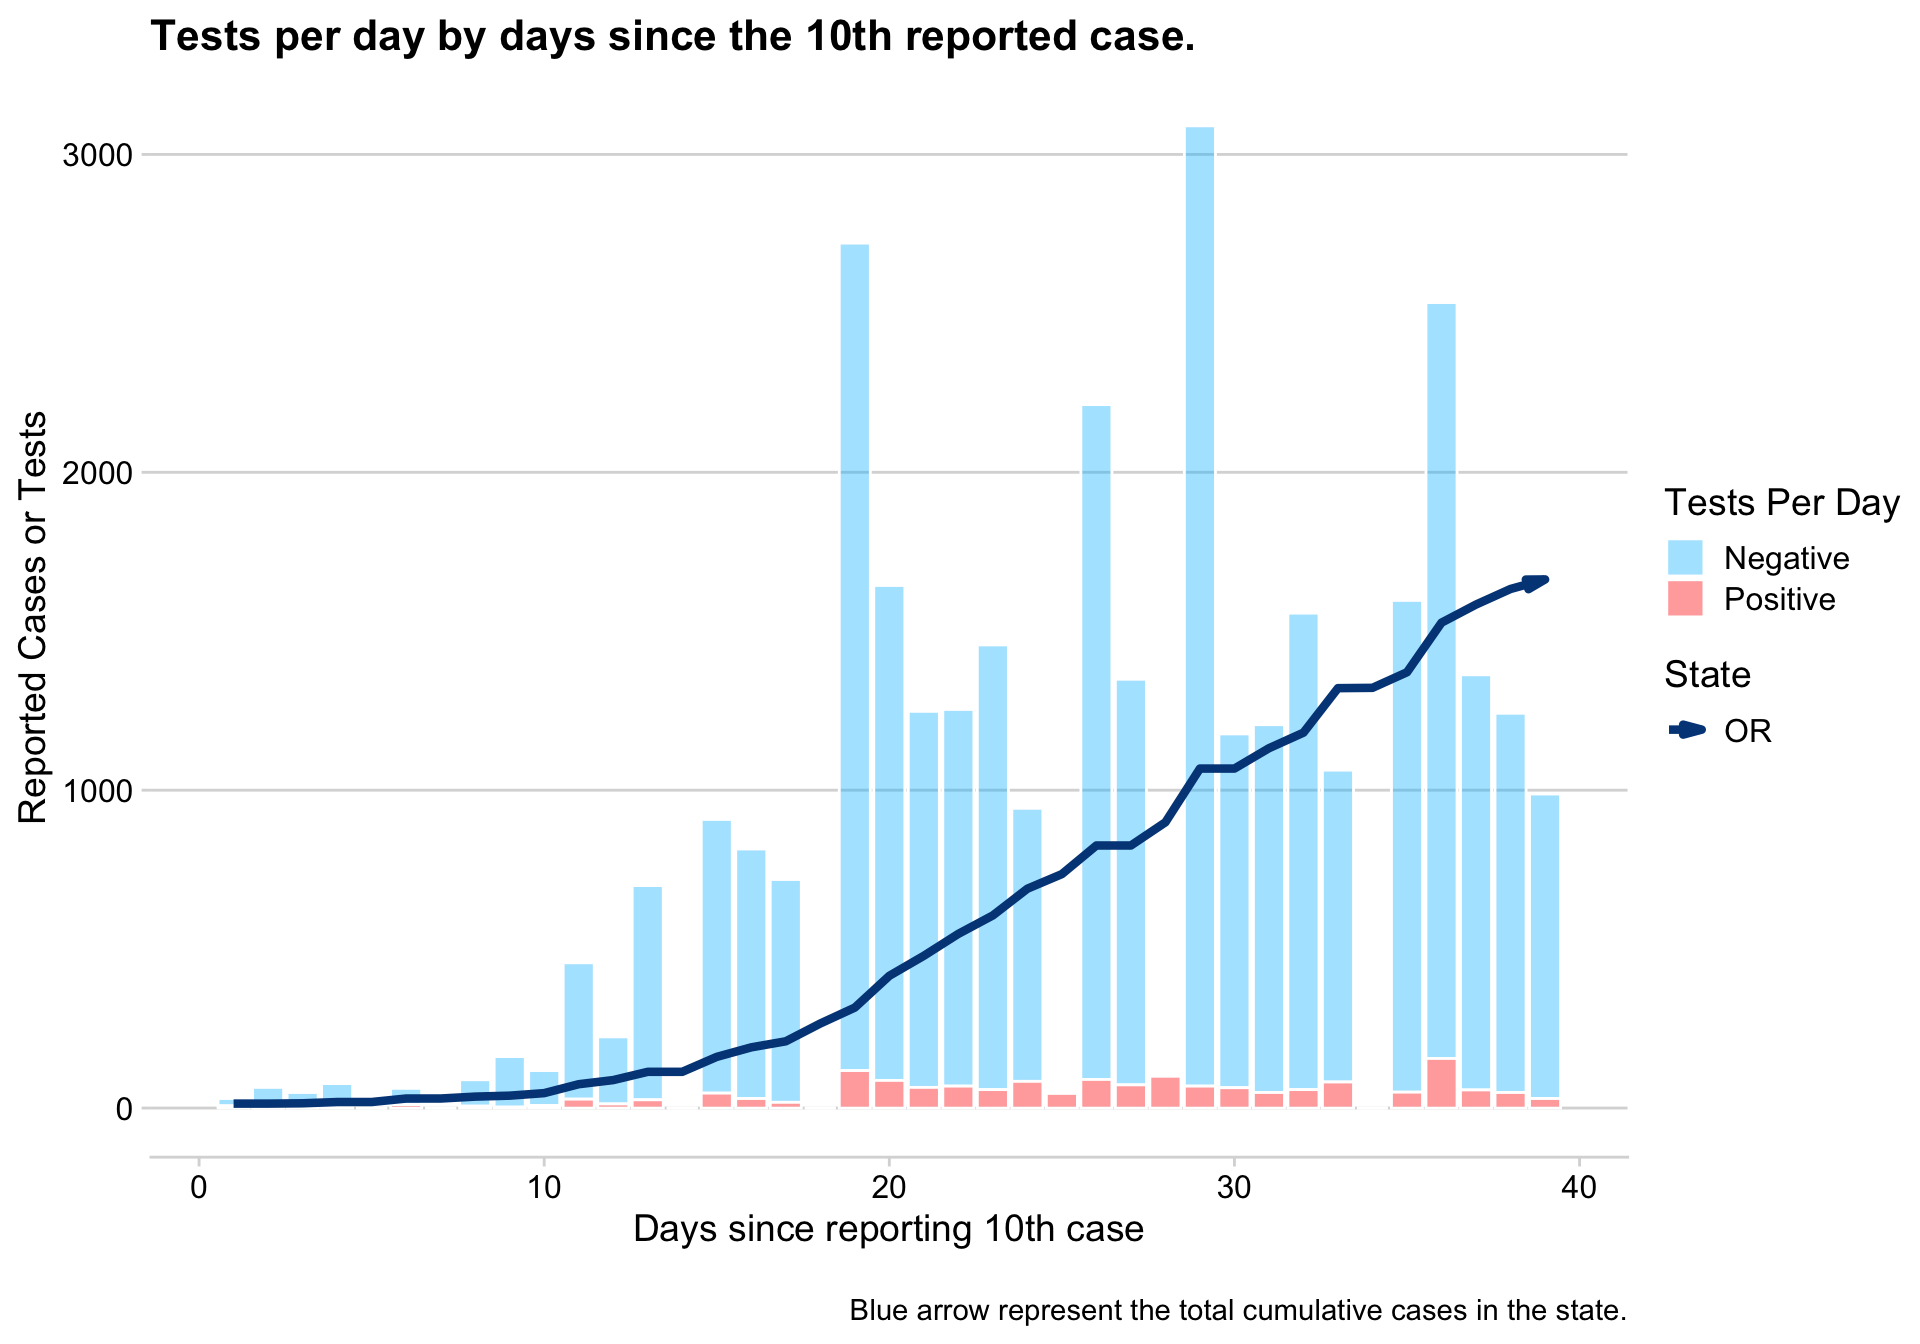 Tests per day by days since the 10th reported case.
3000
2000
1000
0
Reported Cases or Tests
0 10 20 30 40
Days since reporting 10th case
Tests Per Day
Negative
Positive
State
OR
Blue arrow represent the total cumulative cases in the state.